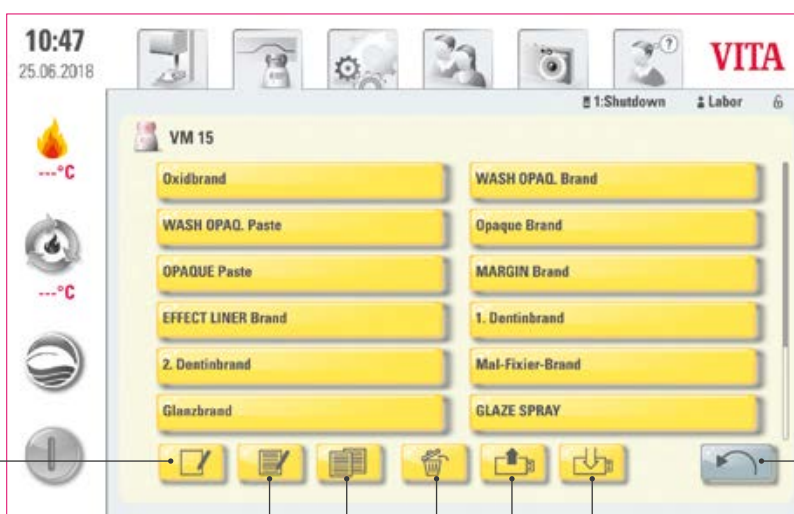 10:47
25.06.2018
?
VITA
1:Shutdown
Labor
VM 15
---°C
Oxidbrand
WASH OPAQ. Brand
WASH OPAQ. Paste
Opaque Brand
OPAQUE Paste
MARGIN Brand
---°C
EFFECT LINER Brand
1. Dentinbrand
2. Dentinbrand
Mal-Fixier-Brand
Glanzbrand
GLAZE SPRAY